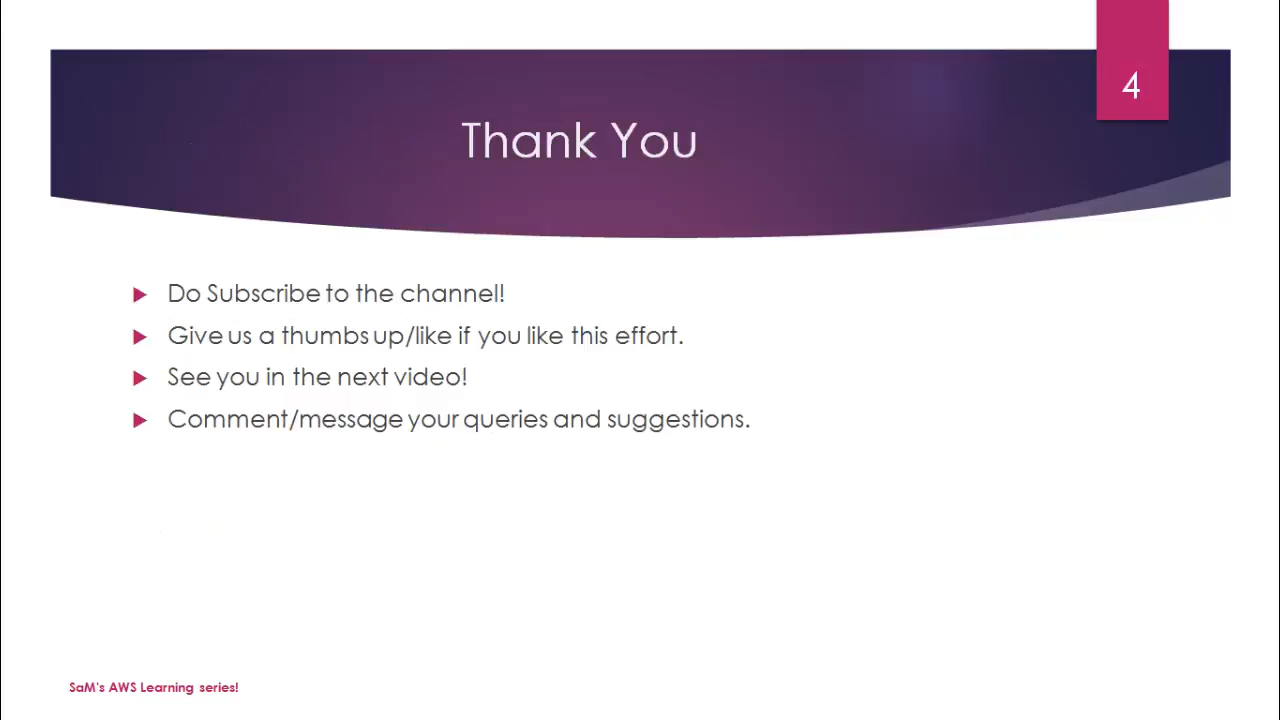 4
Thank You
Do Subscribe to the channel!
Give us a thumbs up/like if you like this effort.
See you in the next video!
Comment/message your queries and suggestions.
SaM's AWS Learning series!